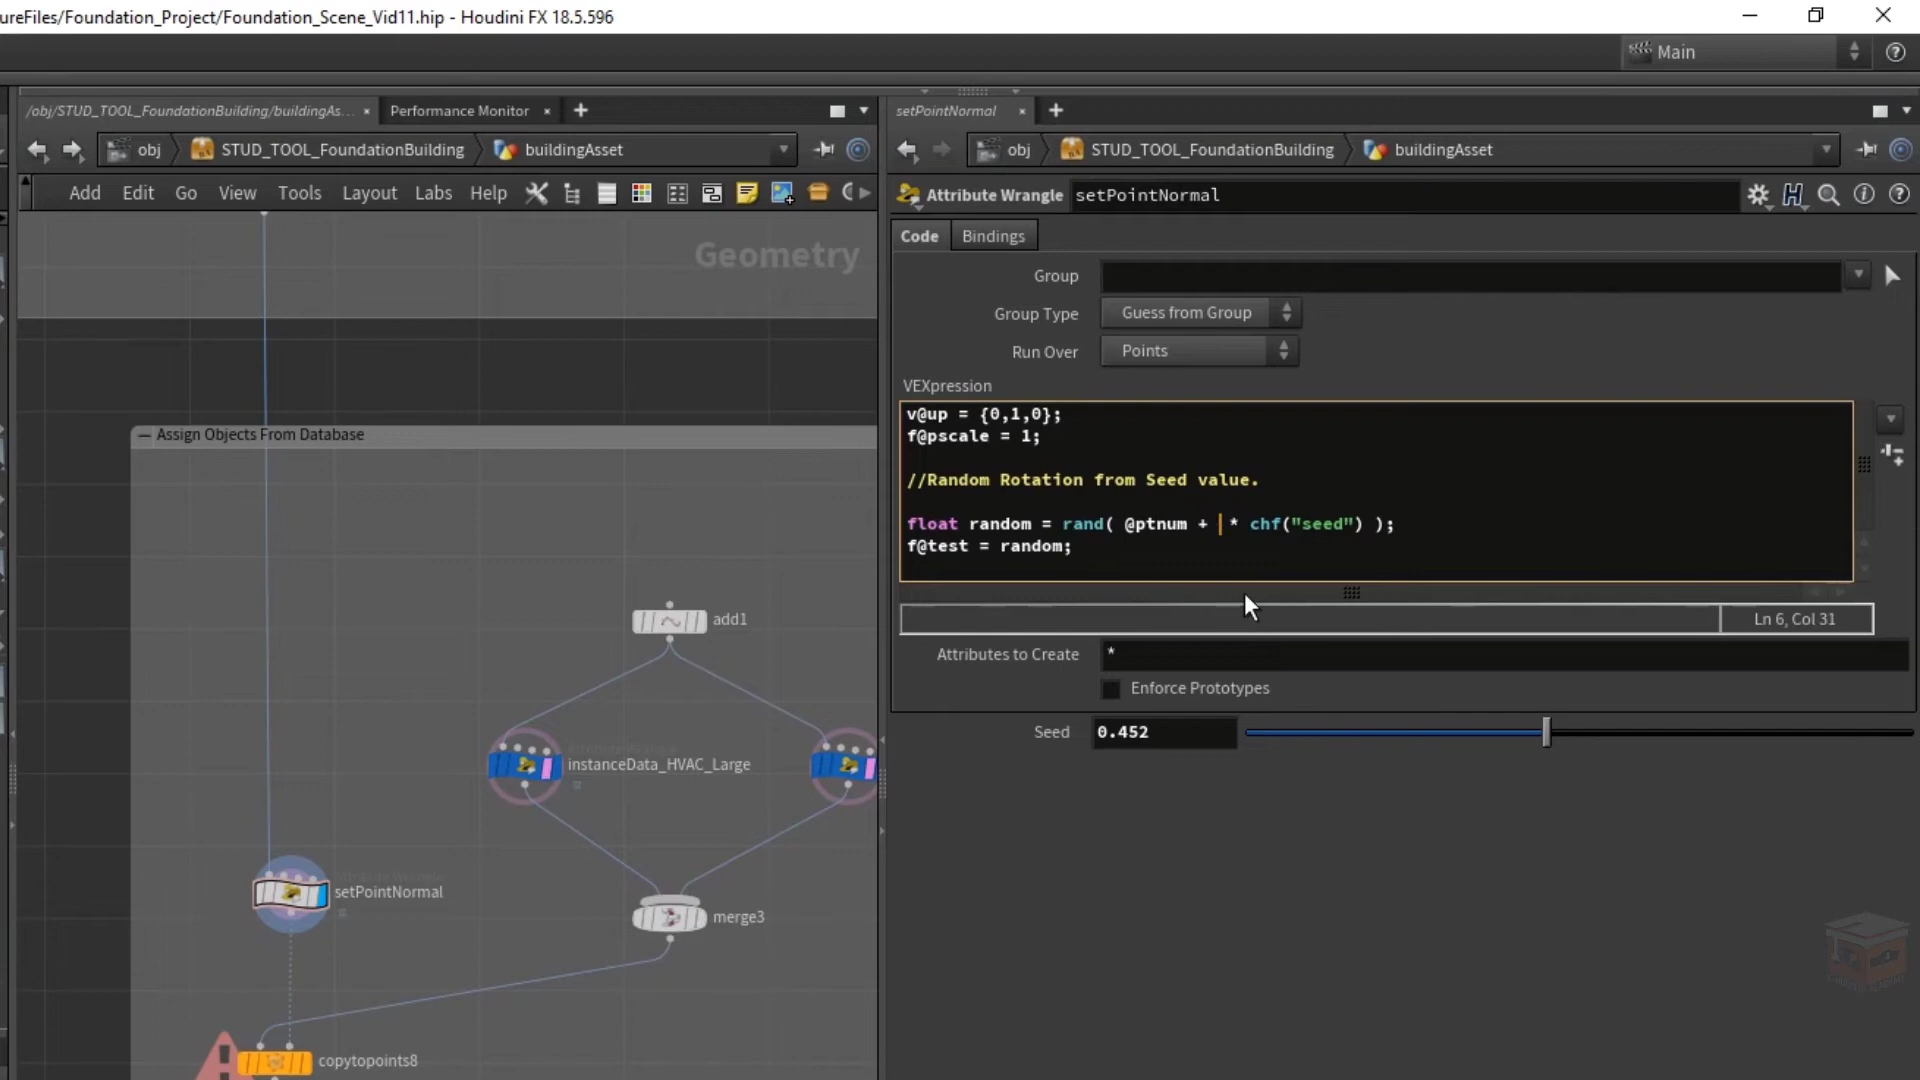 ureFiles/Foundation_Project/Foundation_Scene_Vid11.hip - Houdini FX 18.5.596
Main
/obj/STUD_TOOL_FoundationBuilding/buildingAs...
Performance Monitor
obj
STUD_TOOL_FoundationBuilding
buildingAsset
Add Edit Go View Tools Layout Labs Help
Geometry
Assign Objects From Database
add1
instanceData_HVAC_Large
setPointNormal
merge3
copytopoints8
setPointNormal
obj
STUD_TOOL_FoundationBuilding
buildingAsset
Attribute Wrangle setPointNormal
Code Bindings
Group
Group Type Guess from Group
Run Over Points
VEXpression
v@up = {0,1,0};
f@pscale = 1;
//Random Rotation from Seed value.
float random = rand( @ptnum + * chf("seed") );
f@test = random;
Ln 6, Col 31
Attributes to Create *
Enforce Prototypes
Seed 0.452